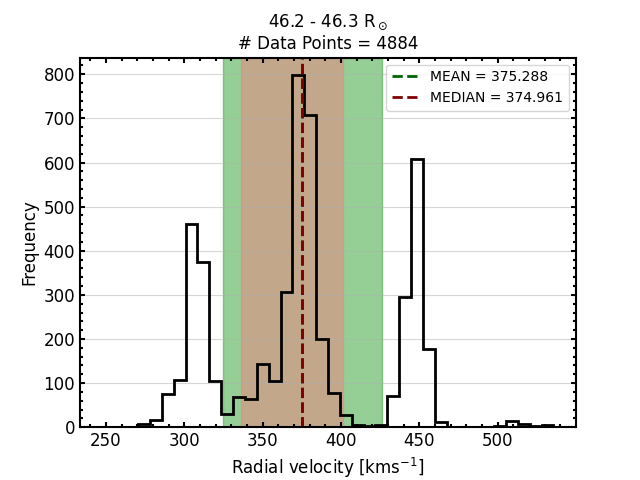 46.2 - 46.3 R⊙
# Data Points = 4884
MEAN = 375.288
MEDIAN = 374.961
Frequency
800
700
600
500
400
300
200
100
0
250 300 350 400 450 500
Radial velocity [kms⁻¹]